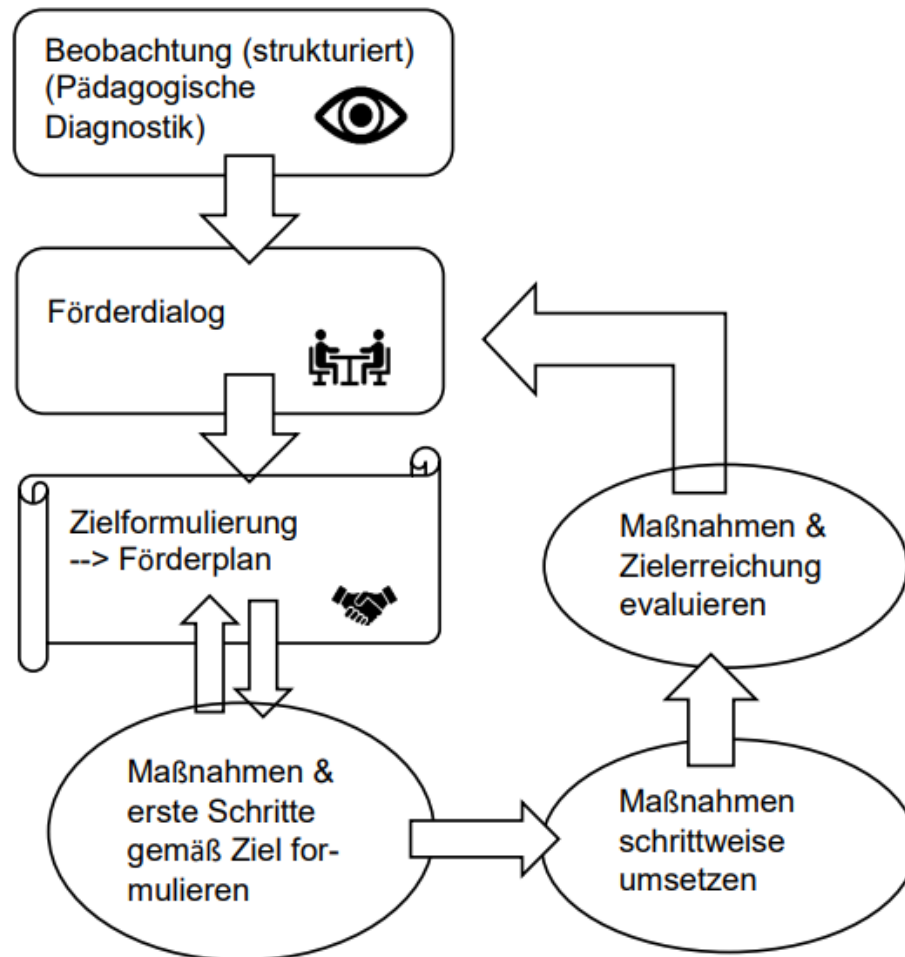 Beobachtung (strukturiert)
(Pädagogische
Diagnostik)
Förderdialog
Zielformulierung
--> Förderplan
Maßnahmen &
erste Schritte
gemäß Ziel for-
mulieren
Maßnahmen
schrittweise
umsetzen
Maßnahmen &
Zielerreichung
evaluieren